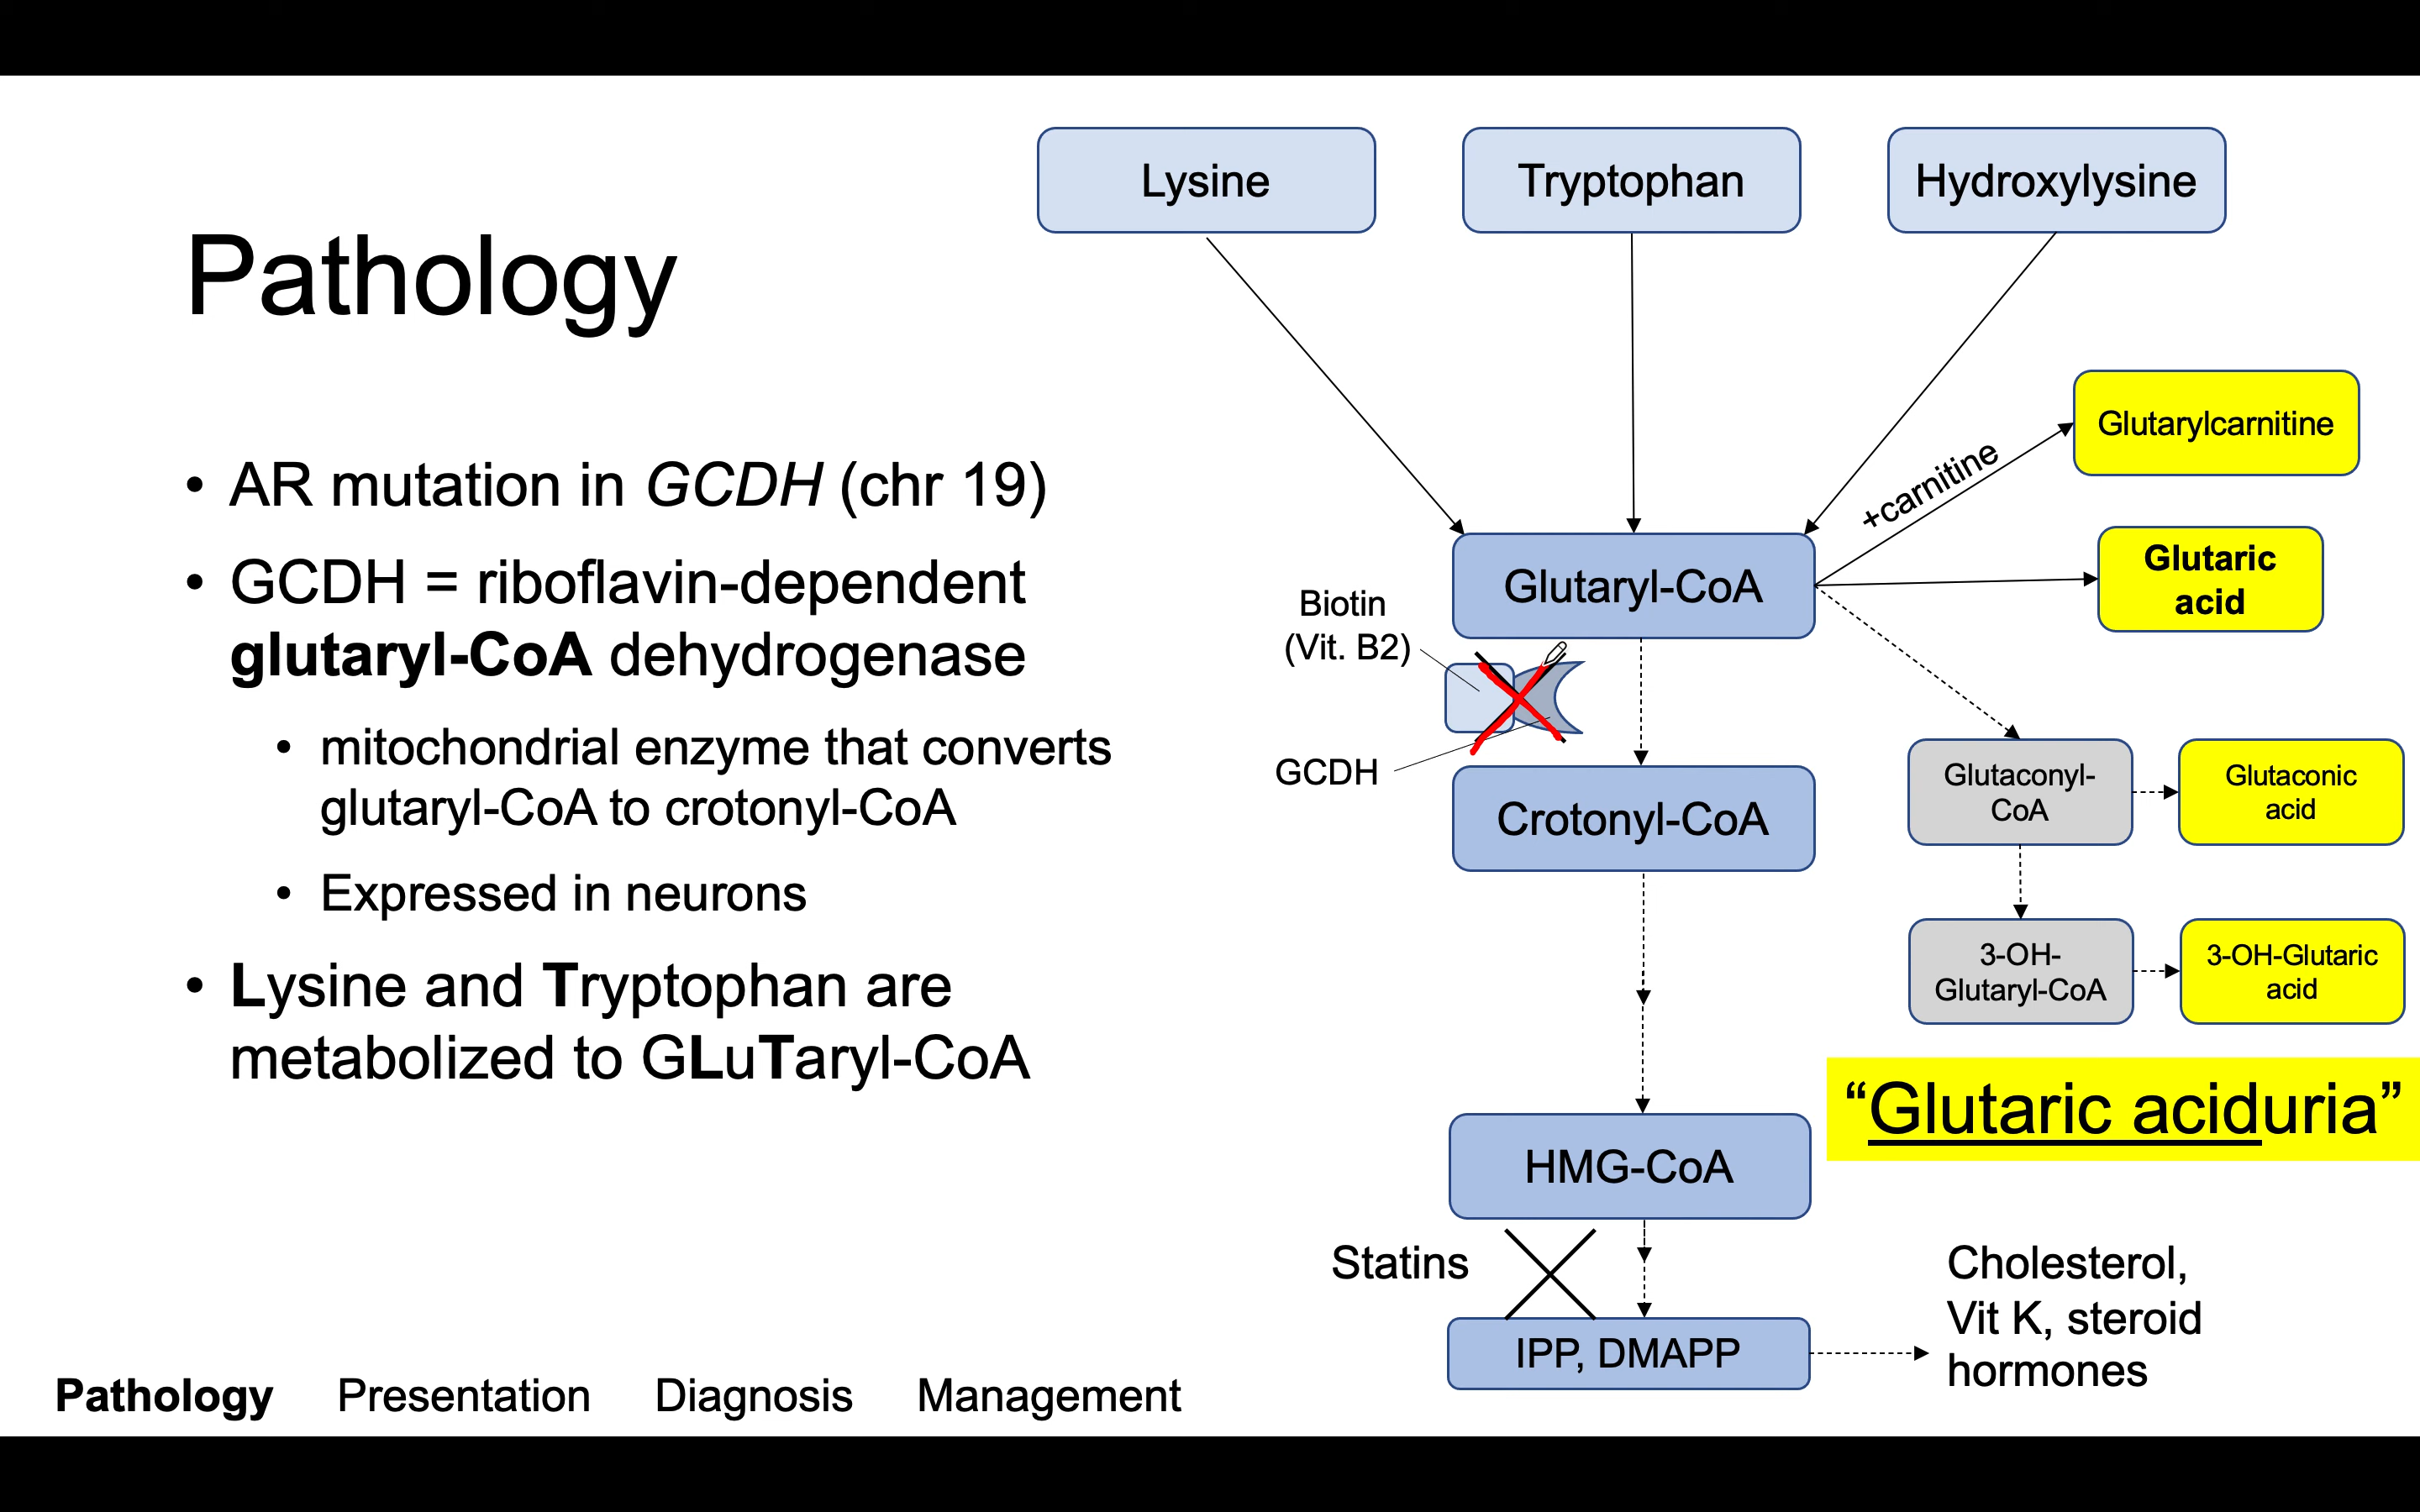 Pathology
• AR mutation in GCDH (chr 19)
• GCDH = riboflavin-dependent
glutaryl-CoA dehydrogenase
• mitochondrial enzyme that converts
glutaryl-CoA to crotonyl-CoA
• Expressed in neurons
• Lysine and Tryptophan are
metabolized to GLuTaryl-CoA
Lysine
Tryptophan
Hydroxylysine
+carnitine
Glutarylcarnitine
Glutaryl-CoA
Glutaric
acid
Biotin
(Vit. B2)
GCDH
Crotonyl-CoA
Glutaconyl-
CoA
Glutaconic
acid
3-OH-
Glutaryl-CoA
3-OH-Glutaric
acid
“Glutaric aciduria”
HMG-CoA
Statins
IPP, DMAPP
Cholesterol,
Vit K, steroid
hormones
Pathology Presentation Diagnosis Management